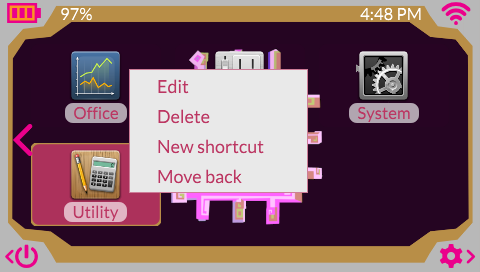 97%
4:48 PM
Office
System
Edit
Delete
New shortcut
Move back
Utility